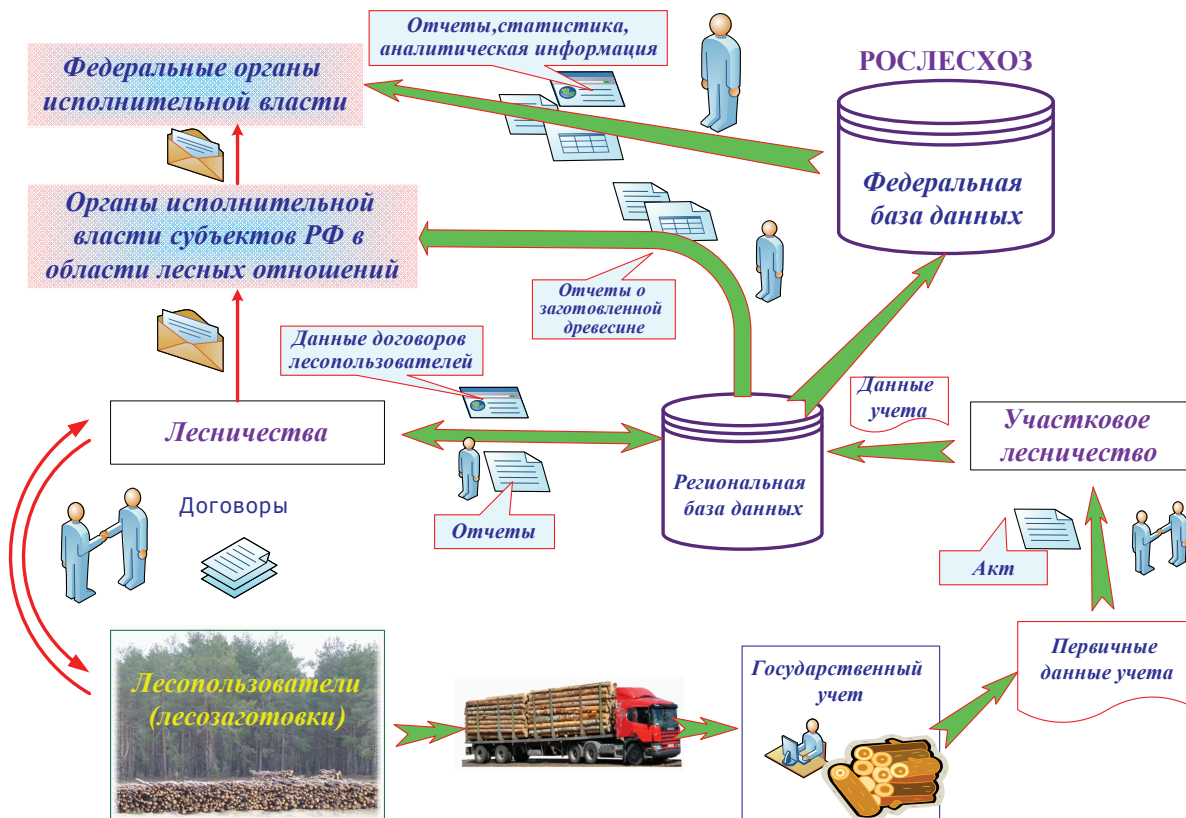 Отчеты,статистика,
аналитическая информация
Федеральные органы
исполнительной власти
РОСЛЕСХОЗ
Федеральная
база данных
Органы исполнительной
власти субъектов РФ в
области лесных отношений
Отчеты о
заготовленной
древесине
Данные договоров
лесопользователей
Лесничества
Данные
учета
Участковое
лесничество
Региональная
база данных
Договоры
Отчеты
Акт
Лесопользователи
(лесозаготовки)
Государственный
учет
Первичные
данные учета